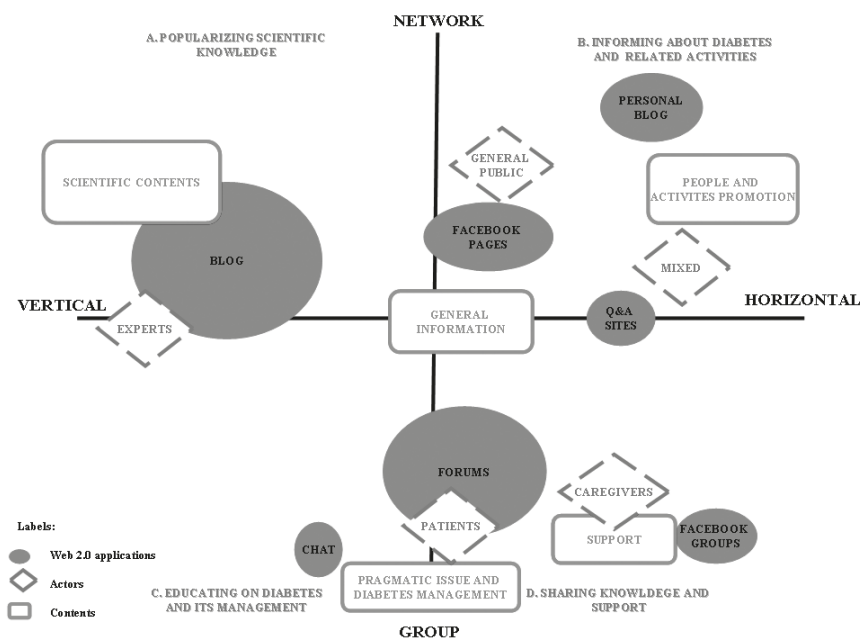 NETWORK
A. POPULARIZING SCIENTIFIC
KNOWLEDGE
B. INFORMING ABOUT DIABETES
AND RELATED ACTIVITIES
PERSONAL
BLOG
GENERAL
PUBLIC
SCIENTIFIC CONTENTS
PEOPLE AND
ACTIVITES PROMOTION
FACEBOOK
PAGES
BLOG
MIXED
VERTICAL
HORIZONTAL
EXPERTS
GENERAL
INFORMATION
Q&A
SITES
FORUMS
CAREGIVERS
PATIENTS
FACEBOOK
GROUPS
SUPPORT
CHAT
Labels:
Web 2.0 applications
Actors
Contents
PRAGMATIC ISSUE AND
DIABETES MANAGEMENT
C. EDUCATING ON DIABETES
AND ITS MANAGEMENT
D. SHARING KNOWLDEGE AND
SUPPORT
GROUP